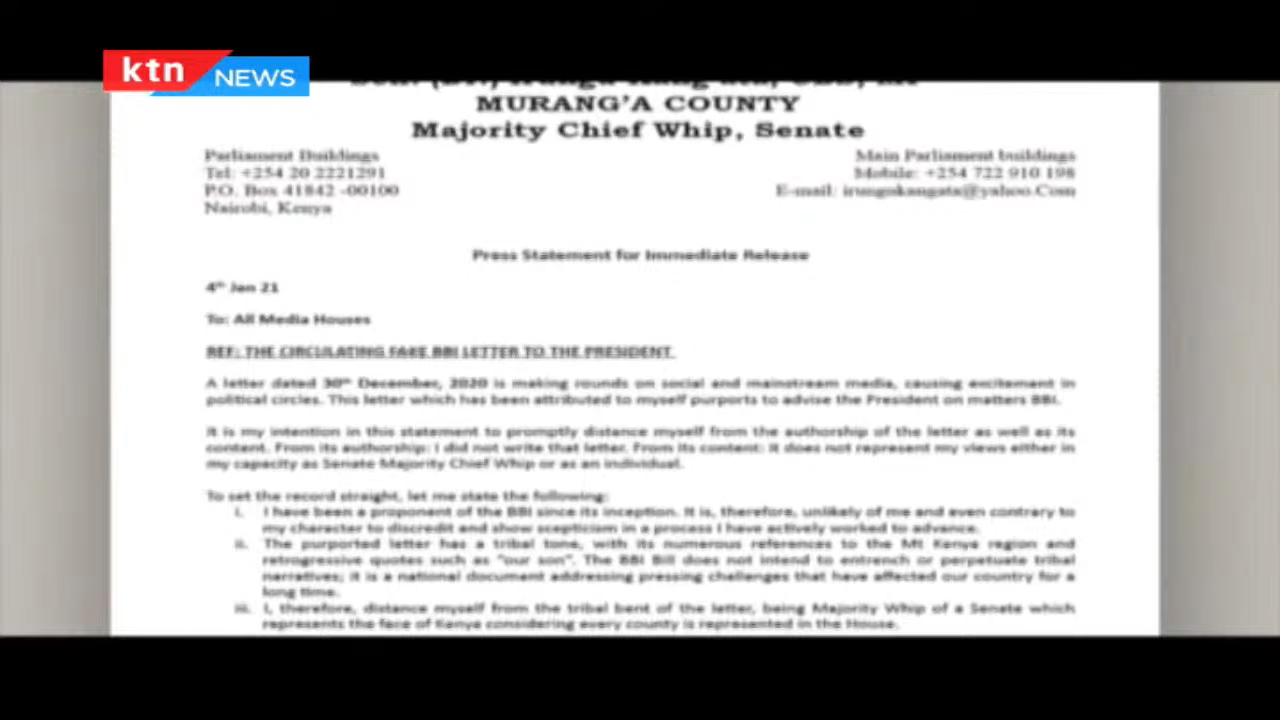 ktn NEWS
MURANG'A COUNTY
Majority Chief Whip, Senate
Parliament Buildings
Tel: +254 20 2221291
P.O. Box 41842 -00100
Nairobi, Kenya
Main Parliament buildings
Mobile: +254 722 910 198
E-mail: irungukangata@yahoo.Com
Press Statement for Immediate Release
4th Jan 21
To: All Media Houses
REF: THE CIRCULATING FAKE BBI LETTER TO THE PRESIDENT
A letter dated 30th December, 2020 is making rounds on social and mainstream media, causing excitement in
political circles. This letter which has been attributed to myself purports to advise the President on matters BBI.
It is my intention in this statement to promptly distance myself from the authorship of the letter as well as its
content. From its authorship: I did not write that letter. From its content: it does not represent my views either in
my capacity as Senate Majority Chief Whip or as an individual.
To set the record straight, let me state the following:
i. I have been a proponent of the BBI since its inception. It is, therefore, unlikely of me and even contrary to
my character to discredit and show scepticism in a process I have actively worked to advance.
ii. The purported letter has a tribal tone, with its numerous references to the Mt Kenya region and
retrogressive quotes such as "our son". The BBI Bill does not intend to entrench or perpetuate tribal
narratives; it is a national document addressing pressing challenges that have affected our country for a
long time.
iii. I, therefore, distance myself from the tribal bent of the letter, being Majority Whip of a Senate which
represents the face of Kenya considering every county is represented in the House.